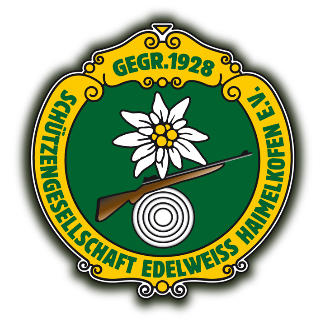 GEGR.1928
SCHÜTZENGESELLSCHAFT EDELWEISS HAIMELKOFEN E.V.